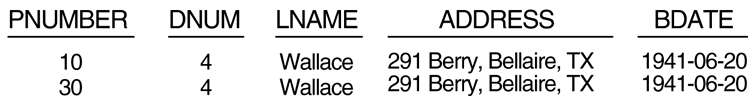 PNUMBER DNUM LNAME ADDRESS BDATE
10 4 Wallace 291 Berry, Bellaire, TX 1941-06-20
30 4 Wallace 291 Berry, Bellaire, TX 1941-06-20